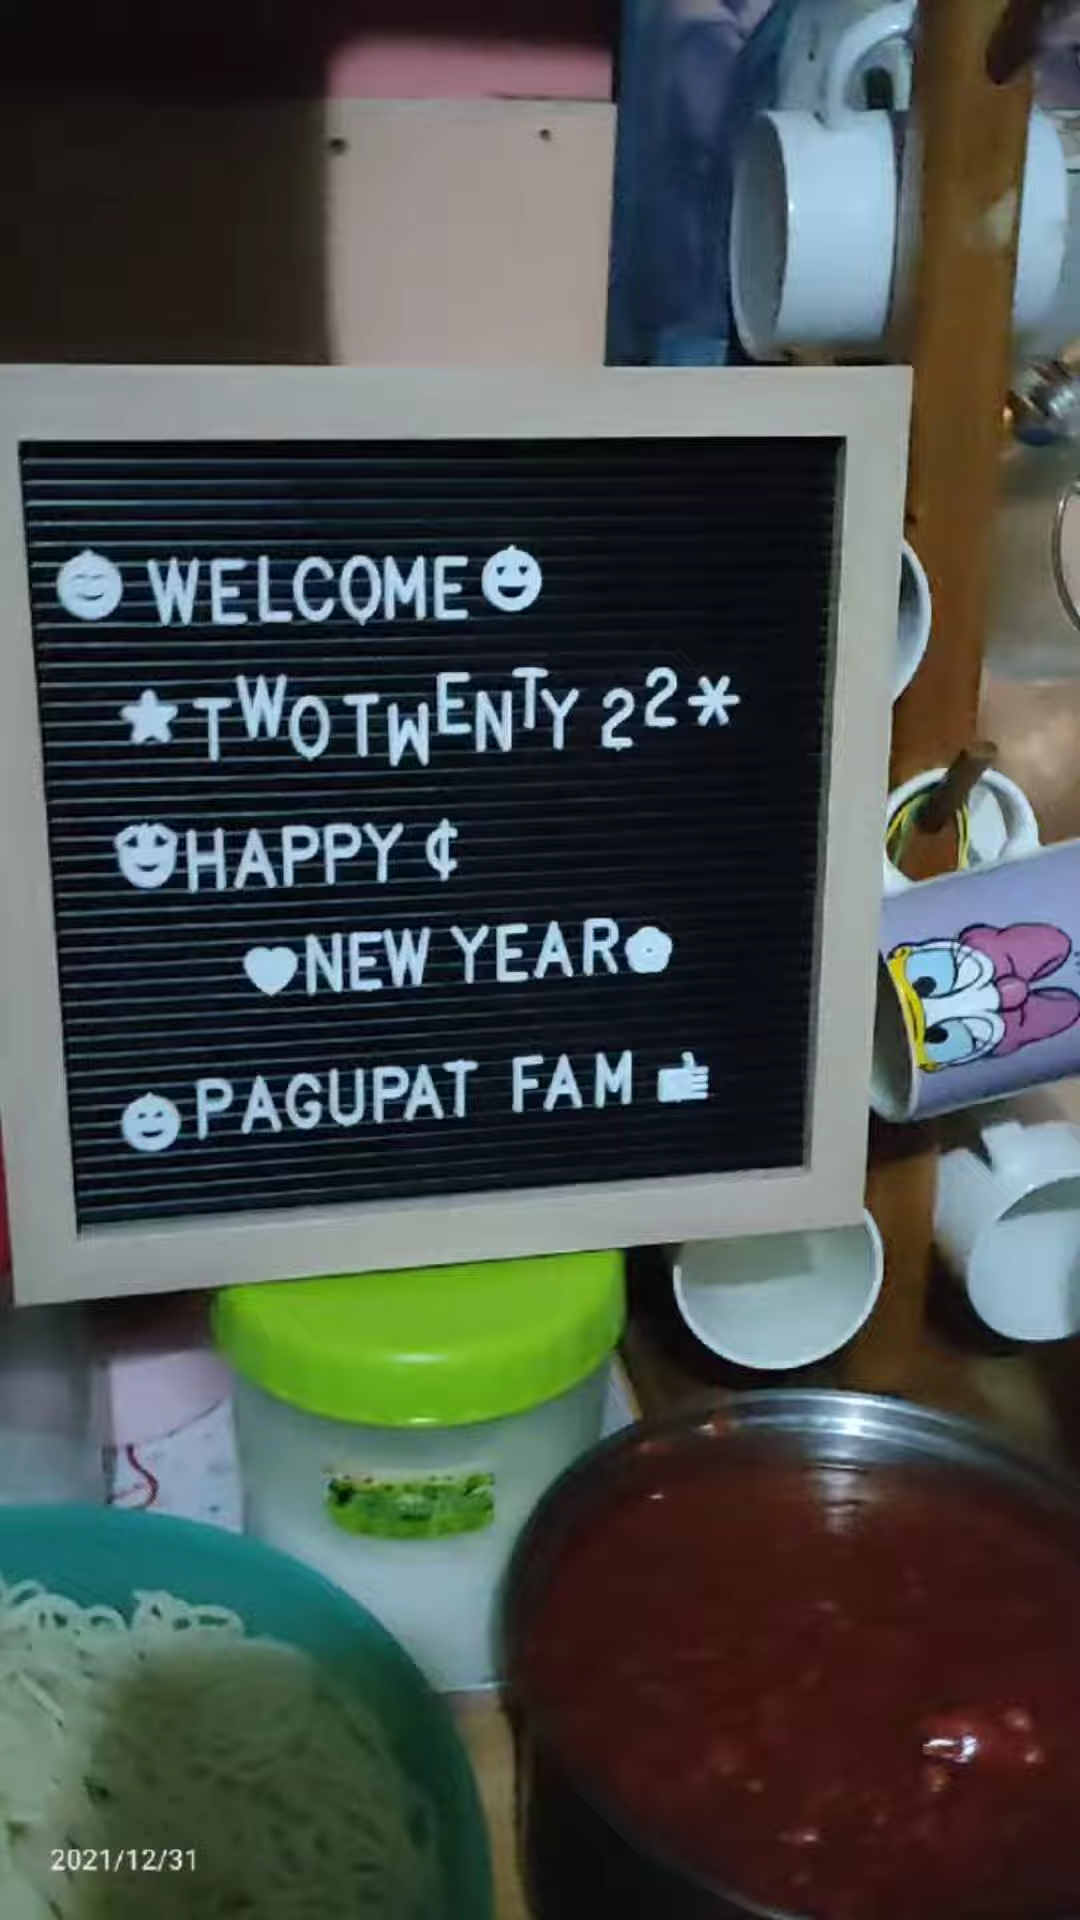 WELCOME
TWOTWENTY 22*
HAPPY ¢
NEW YEAR
PAGUPAT FAM
2021/12/31